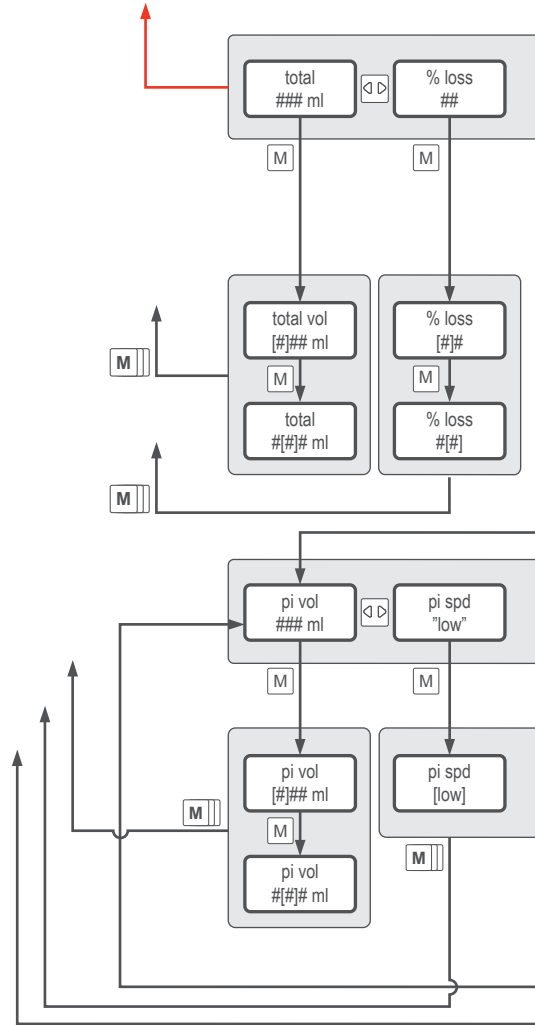 total
### ml
% loss
##
M
M
total vol
[#]## ml
% loss
[#]#
M
M
M
total
#[#]# ml
% loss
#[#]
M
pi vol
### ml
pi spd
"low"
M
M
pi vol
[#]## ml
pi spd
[low]
M
M
M
pi vol
#[#]# ml